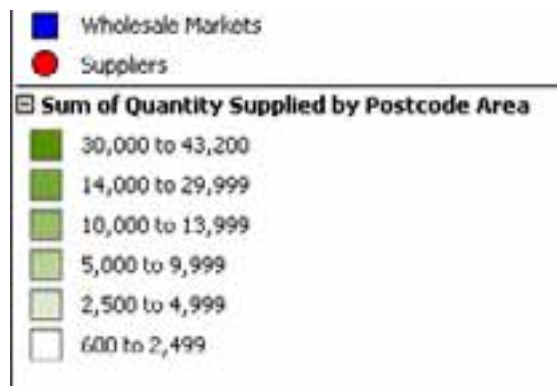 Wholesale Markets
Suppliers
Sum of Quantity Supplied by Postcode Area
30,000 to 43,200
14,000 to 29,999
10,000 to 13,999
5,000 to 9,999
2,500 to 4,999
600 to 2,499